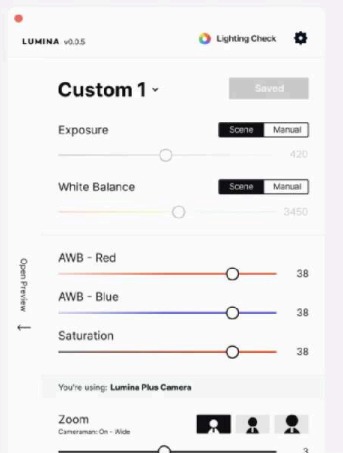 LUMINA v0.0.5
Lighting Check
Custom 1
Saved
Exposure
Scene Manual
420
White Balance
Scene Manual
3450
Open Preview
AWB - Red
38
AWB - Blue
38
Saturation
38
You're using: Lumina Plus Camera
Zoom
Cameraman: On - Wide
3